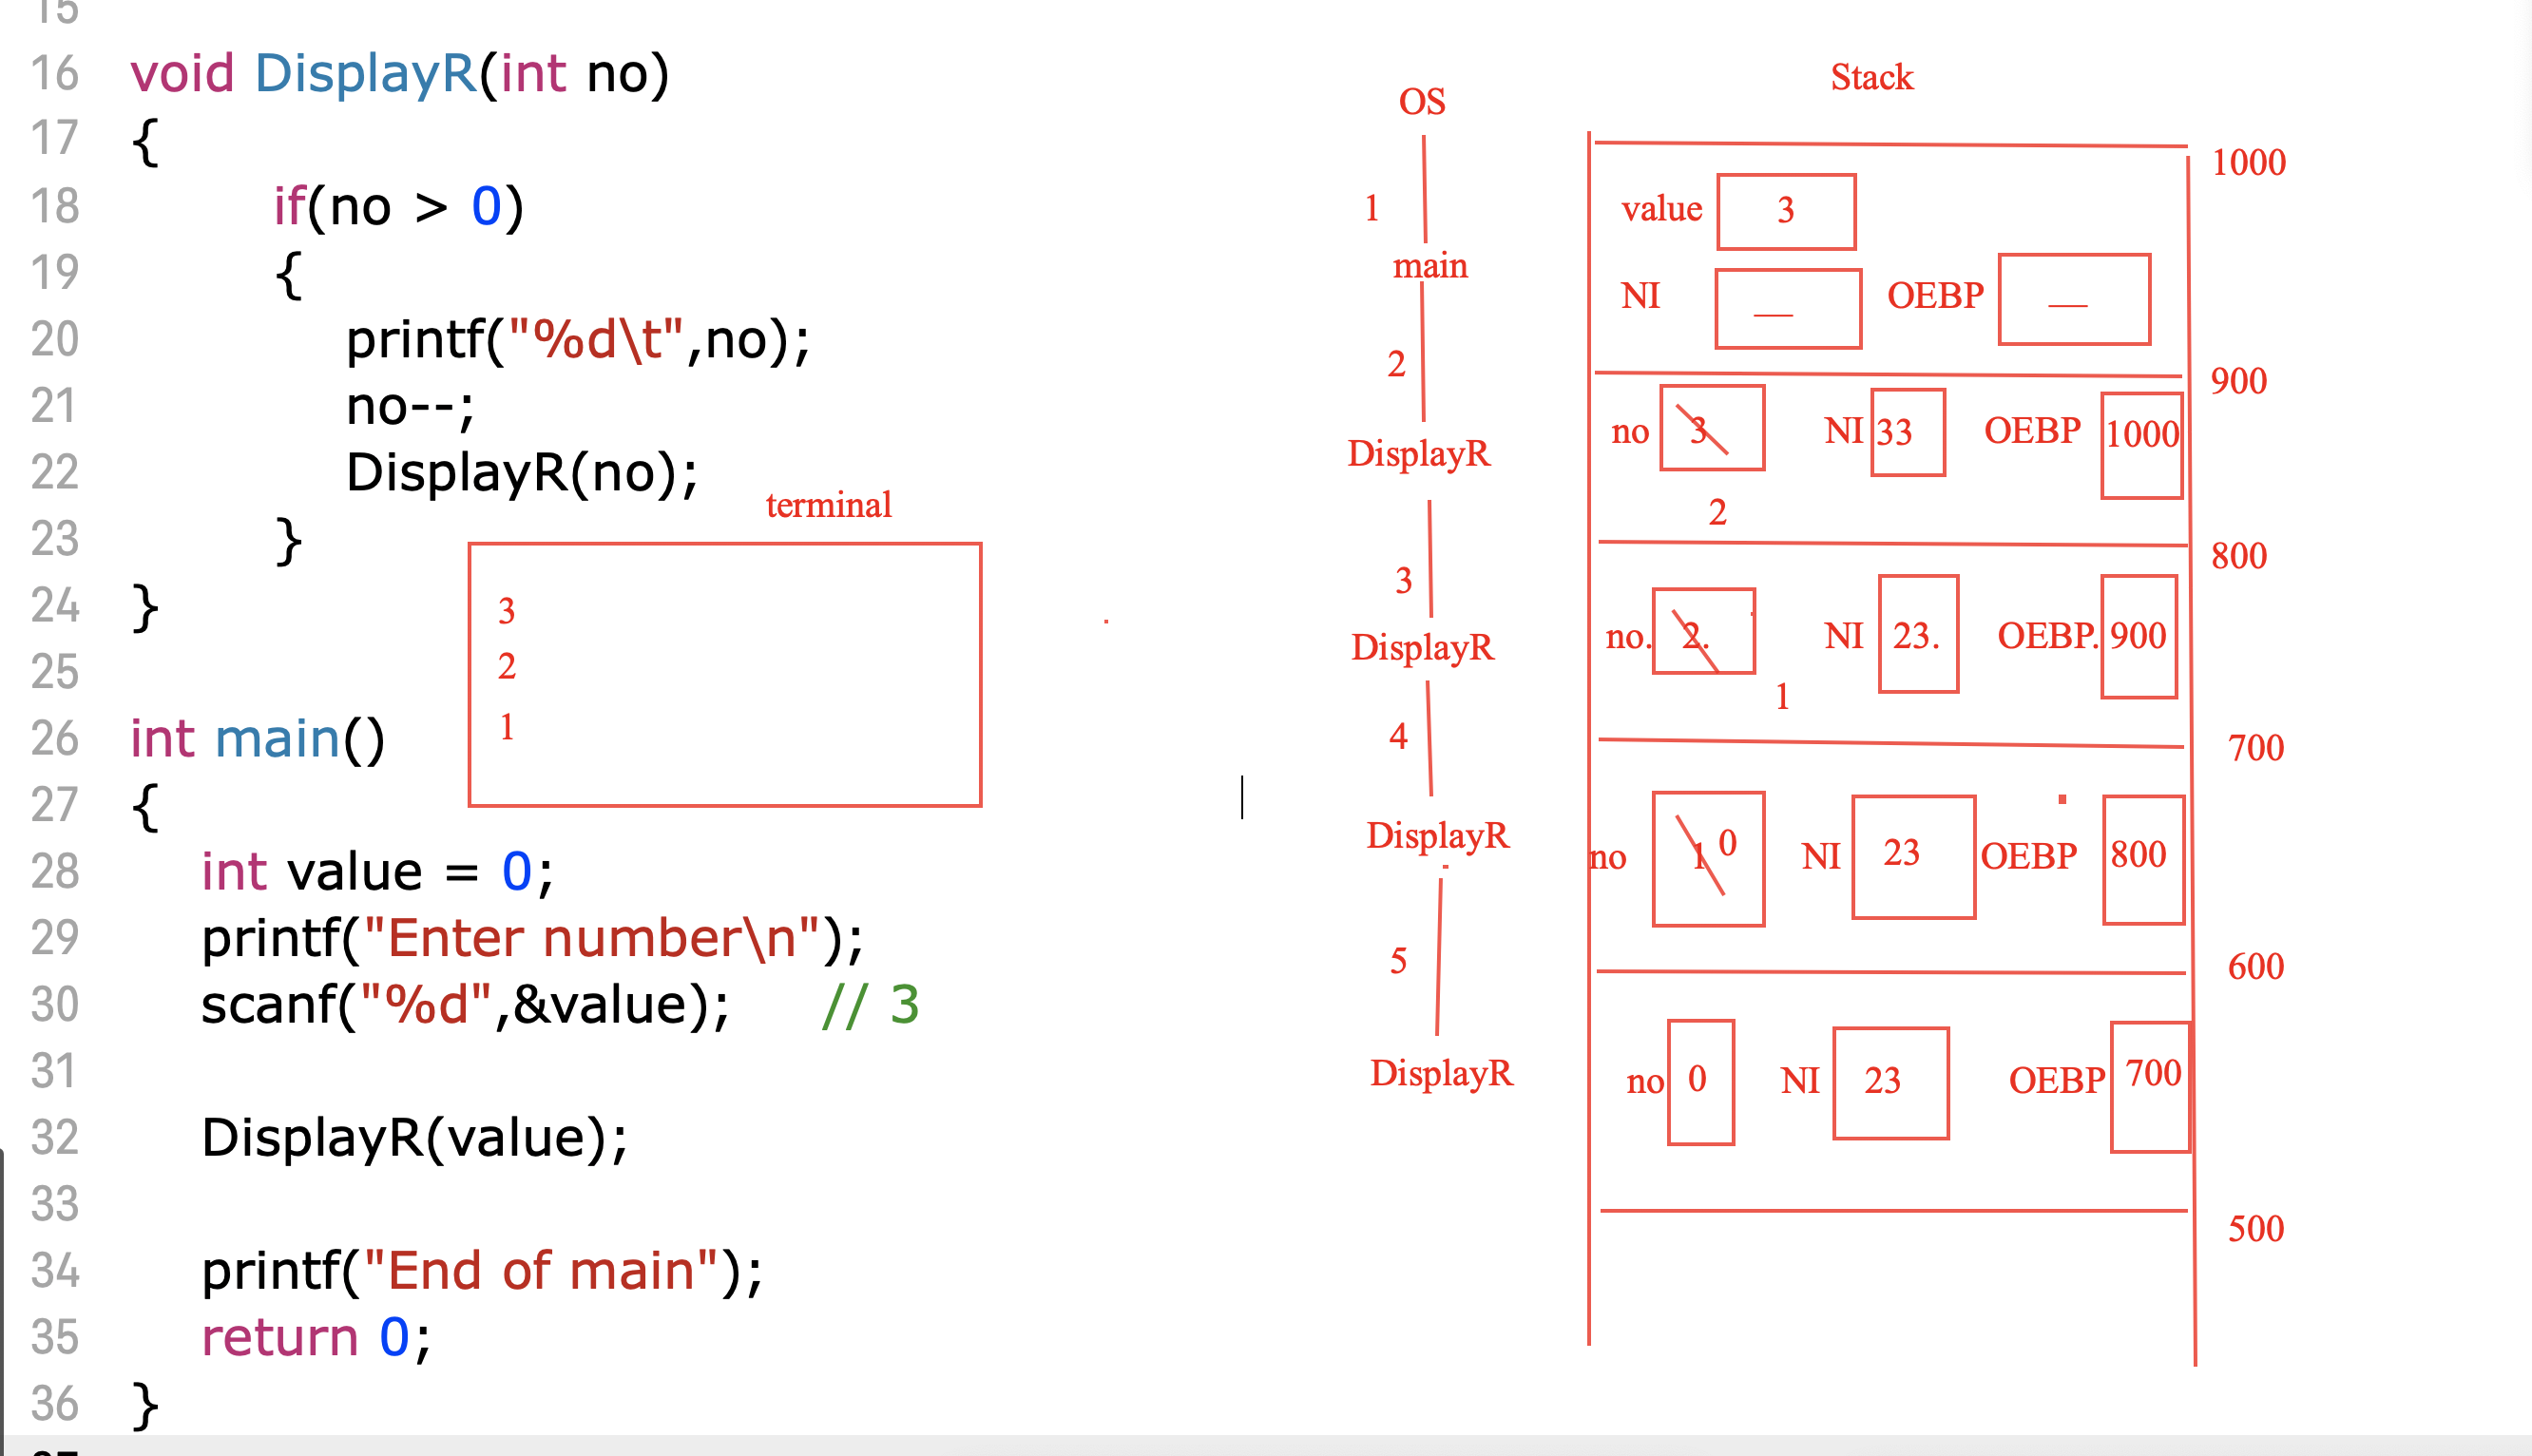 15
16 void DisplayR(int no)
17 {
18 if(no > 0)
19 {
20 printf("%d\t",no);
21 no--;
22 DisplayR(no);
23 }
24 }
25
26 int main()
27 {
28 int value = 0;
29 printf("Enter number\n");
30 scanf("%d",&value); // 3
31
32 DisplayR(value);
33
34 printf("End of main");
35 return 0;
36 }
terminal
3
2
1
OS
1
main
2
DisplayR
3
DisplayR
4
DisplayR
5
DisplayR
Stack
1000
value 3
NI — OEBP —
900
no 3 NI 33 OEBP 1000
2
800
no. 2. NI 23. OEBP. 900
1
700
no 1 0 NI 23 OEBP 800
600
no 0 NI 23 OEBP 700
500